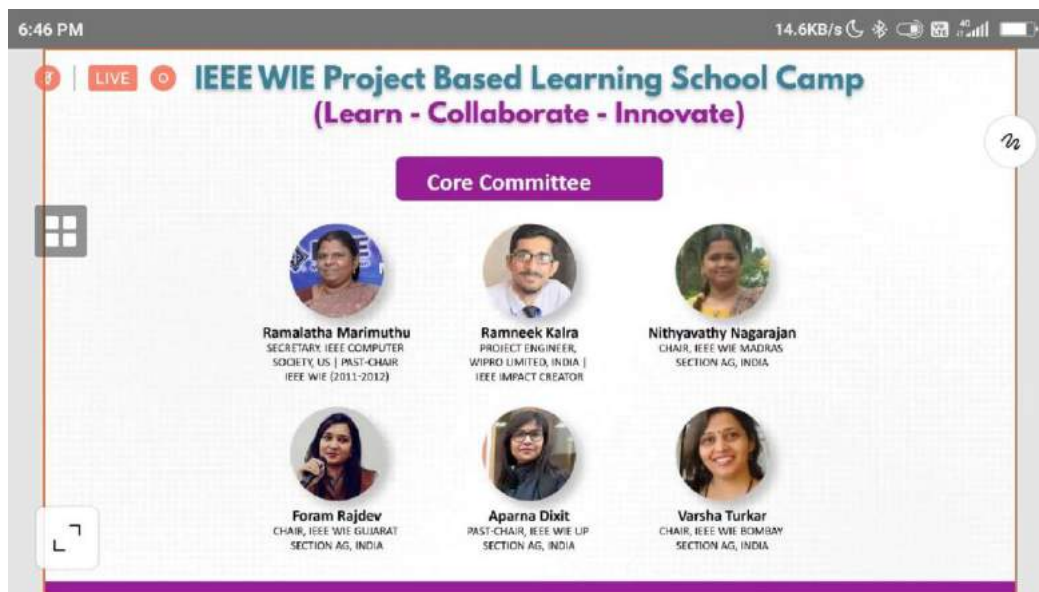 6:46 PM
14.6KB/s
4G
LIVE
IEEE WIE Project Based Learning School Camp
(Learn - Collaborate - Innovate)
Core Committee
Ramalatha Marimuthu
SECRETARY, IEEE COMPUTER
SOCIETY, US | PAST-CHAIR
IEEE WIE (2011-2012)
Ramneek Kalra
PROJECT ENGINEER,
WIPRO LIMITED, INDIA |
IEEE IMPACT CREATOR
Nithyavathy Nagarajan
CHAIR, IEEE WIE MADRAS
SECTION AG, INDIA
Foram Rajdev
CHAIR, IEEE WIE GUJARAT
SECTION AG, INDIA
Aparna Dixit
PAST-CHAIR, IEEE WIE UP
SECTION AG, INDIA
Varsha Turkar
CHAIR, IEEE WIE BOMBAY
SECTION AG, INDIA